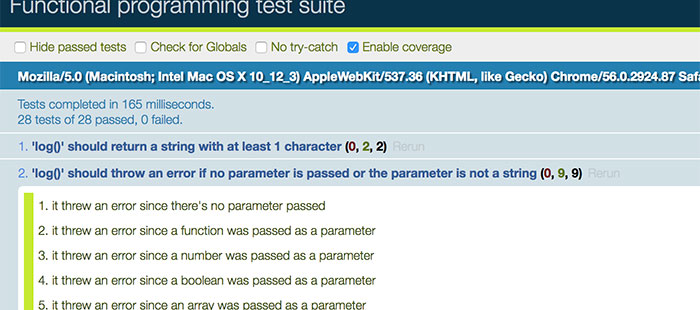 Functional programming test suite
Hide passed tests Check for Globals No try-catch Enable coverage
Mozilla/5.0 (Macintosh; Intel Mac OS X 10_12_3) AppleWebKit/537.36 (KHTML, like Gecko) Chrome/56.0.2924.87 Safa
Tests completed in 165 milliseconds.
28 tests of 28 passed, 0 failed.
1. 'log()' should return a string with at least 1 character (0, 2, 2) Rerun
2. 'log()' should throw an error if no parameter is passed or the parameter is not a string (0, 9, 9) Rerun
1. it threw an error since there's no parameter passed
2. it threw an error since a function was passed as a parameter
3. it threw an error since a number was passed as a parameter
4. it threw an error since a boolean was passed as a parameter
5. it threw an error since an array was passed as a parameter